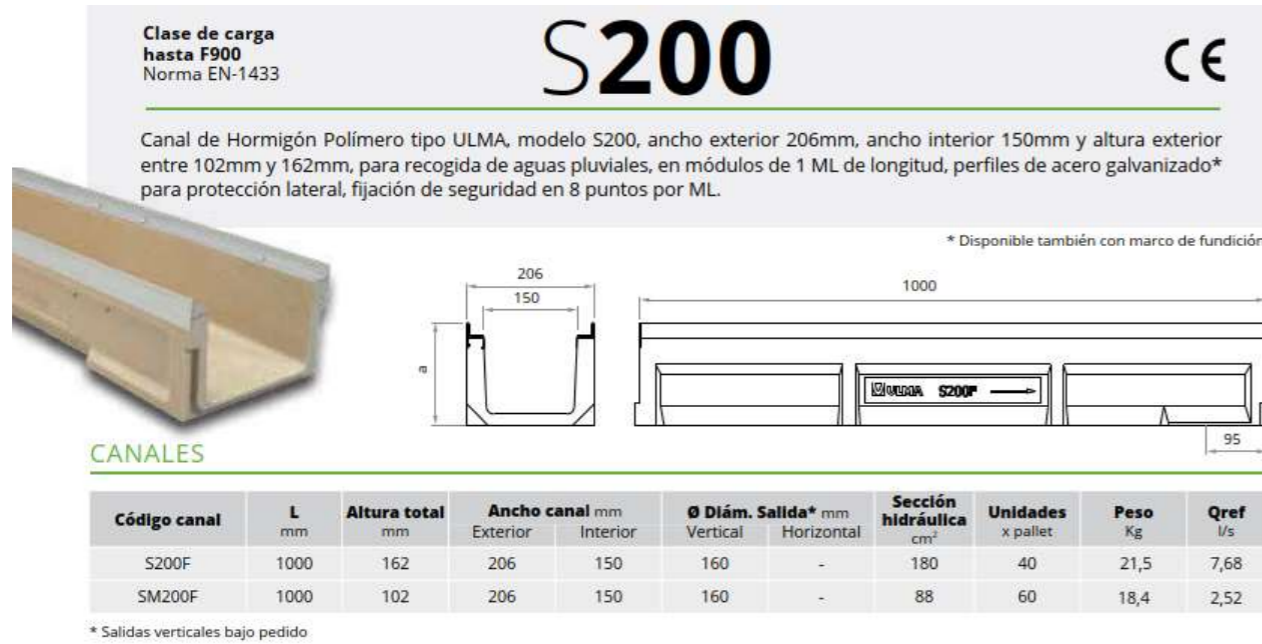 Clase de carga
hasta F900
Norma EN-1433
S200
CE
Canal de Hormigón Polímero tipo ULMA, modelo S200, ancho exterior 206mm, ancho interior 150mm y altura exterior
entre 102mm y 162mm, para recogida de aguas pluviales, en módulos de 1 ML de longitud, perfiles de acero galvanizado*
para protección lateral, fijación de seguridad en 8 puntos por ML.
* Disponible también con marco de fundición
206
150
a
1000
ULMA S200F
95
CANALES
Código canal L mm Altura total mm Ancho canal mm Exterior Interior Ø Diám. Salida* mm Vertical Horizontal Sección hidráulica cm² Unidades x pallet Peso Kg Qref l/s
S200F 1000 162 206 150 160 - 180 40 21,5 7,68
SM200F 1000 102 206 150 160 - 88 60 18,4 2,52
* Salidas verticales bajo pedido